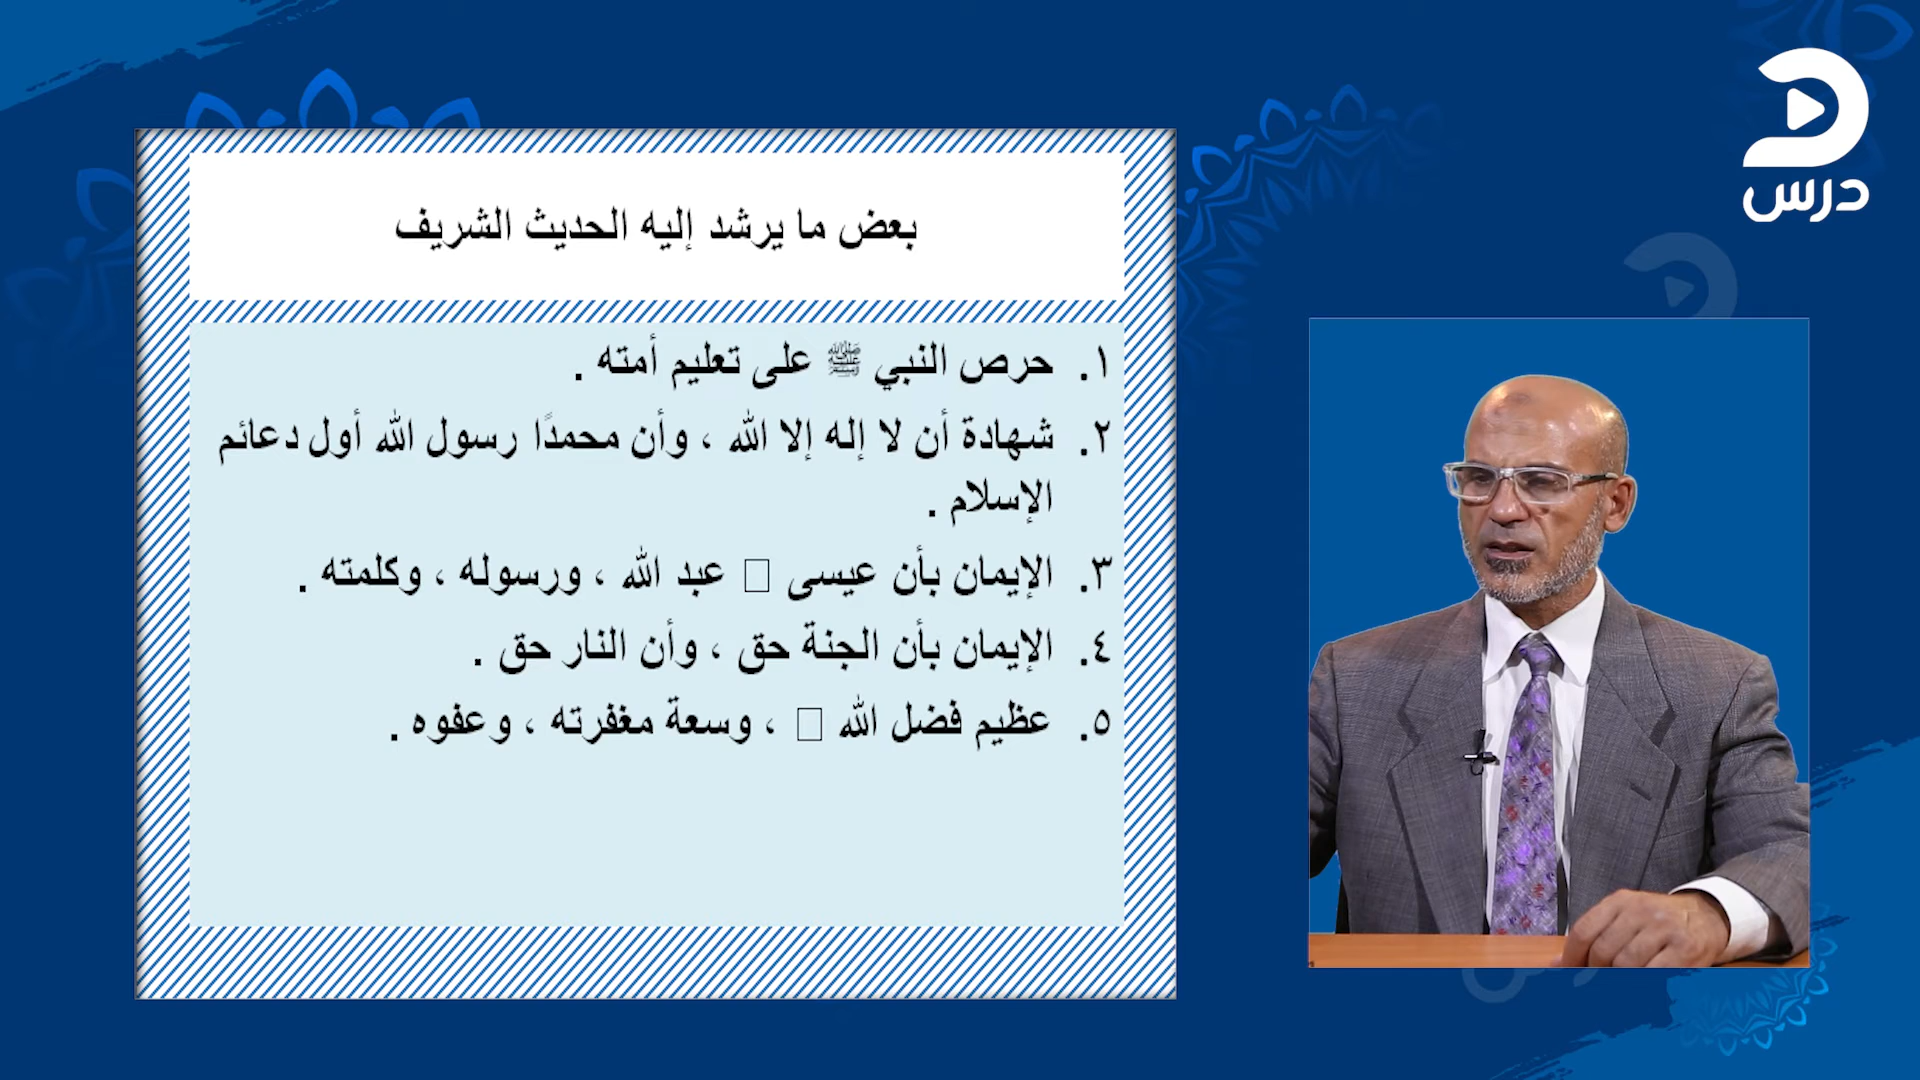 درس
بعض ما يرشد إليه الحديث الشريف
١. حرص النبي ﷺ على تعليم أمته .
٢. شهادة أن لا إله إلا الله ، وأن محمدًا رسول الله أول دعائم
الإسلام .
٣. الإيمان بأن عيسى □ عبد الله ، ورسوله ، وكلمته .
٤. الإيمان بأن الجنة حق ، وأن النار حق .
٥. عظيم فضل الله □ ، وسعة مغفرته ، وعفوه .